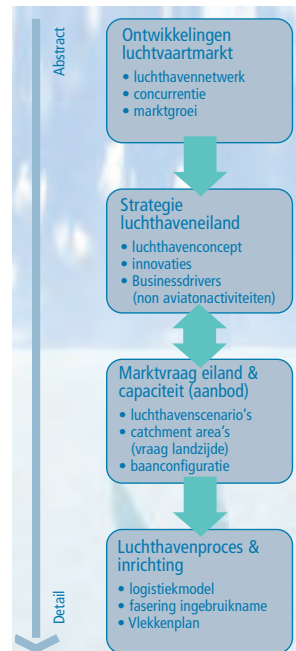 Abstract
Ontwikkelingen
luchtvaartmarkt
• luchthavennetwerk
• concurrentie
• marktgroei
Strategie
luchthaveneiland
• luchthavenconcept
• innovaties
• Businessdrivers
(non aviatonactiviteiten)
Marktvraag eiland &
capaciteit (aanbod)
• luchthavenscenario's
• catchment area's
(vraag landzijde)
• baanconfiguratie
Luchthavenproces &
inrichting
• logistiekmodel
• fasering ingebruikname
• Vlekkenplan
Detail